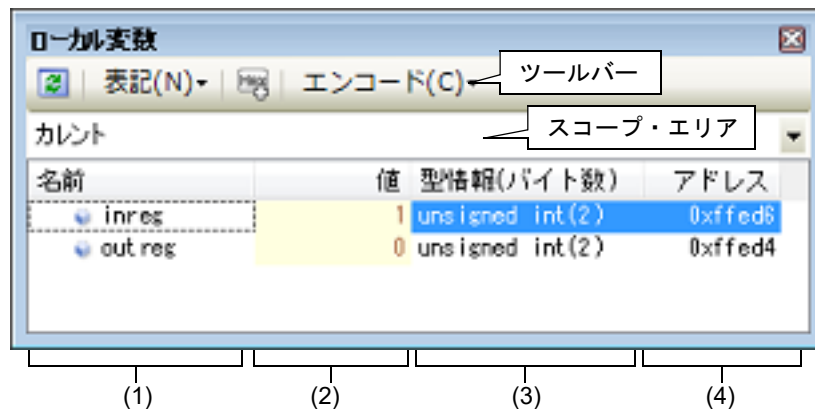 ローカル変数
表記(N)▾ Hex エンコード(C)▾ ツールバー
カレント スコープ・エリア
名前 値 型情報(バイト数) アドレス
inreg 1 unsigned int(2) 0xffed6
outreg 0 unsigned int(2) 0xffed4
(1) (2) (3) (4)